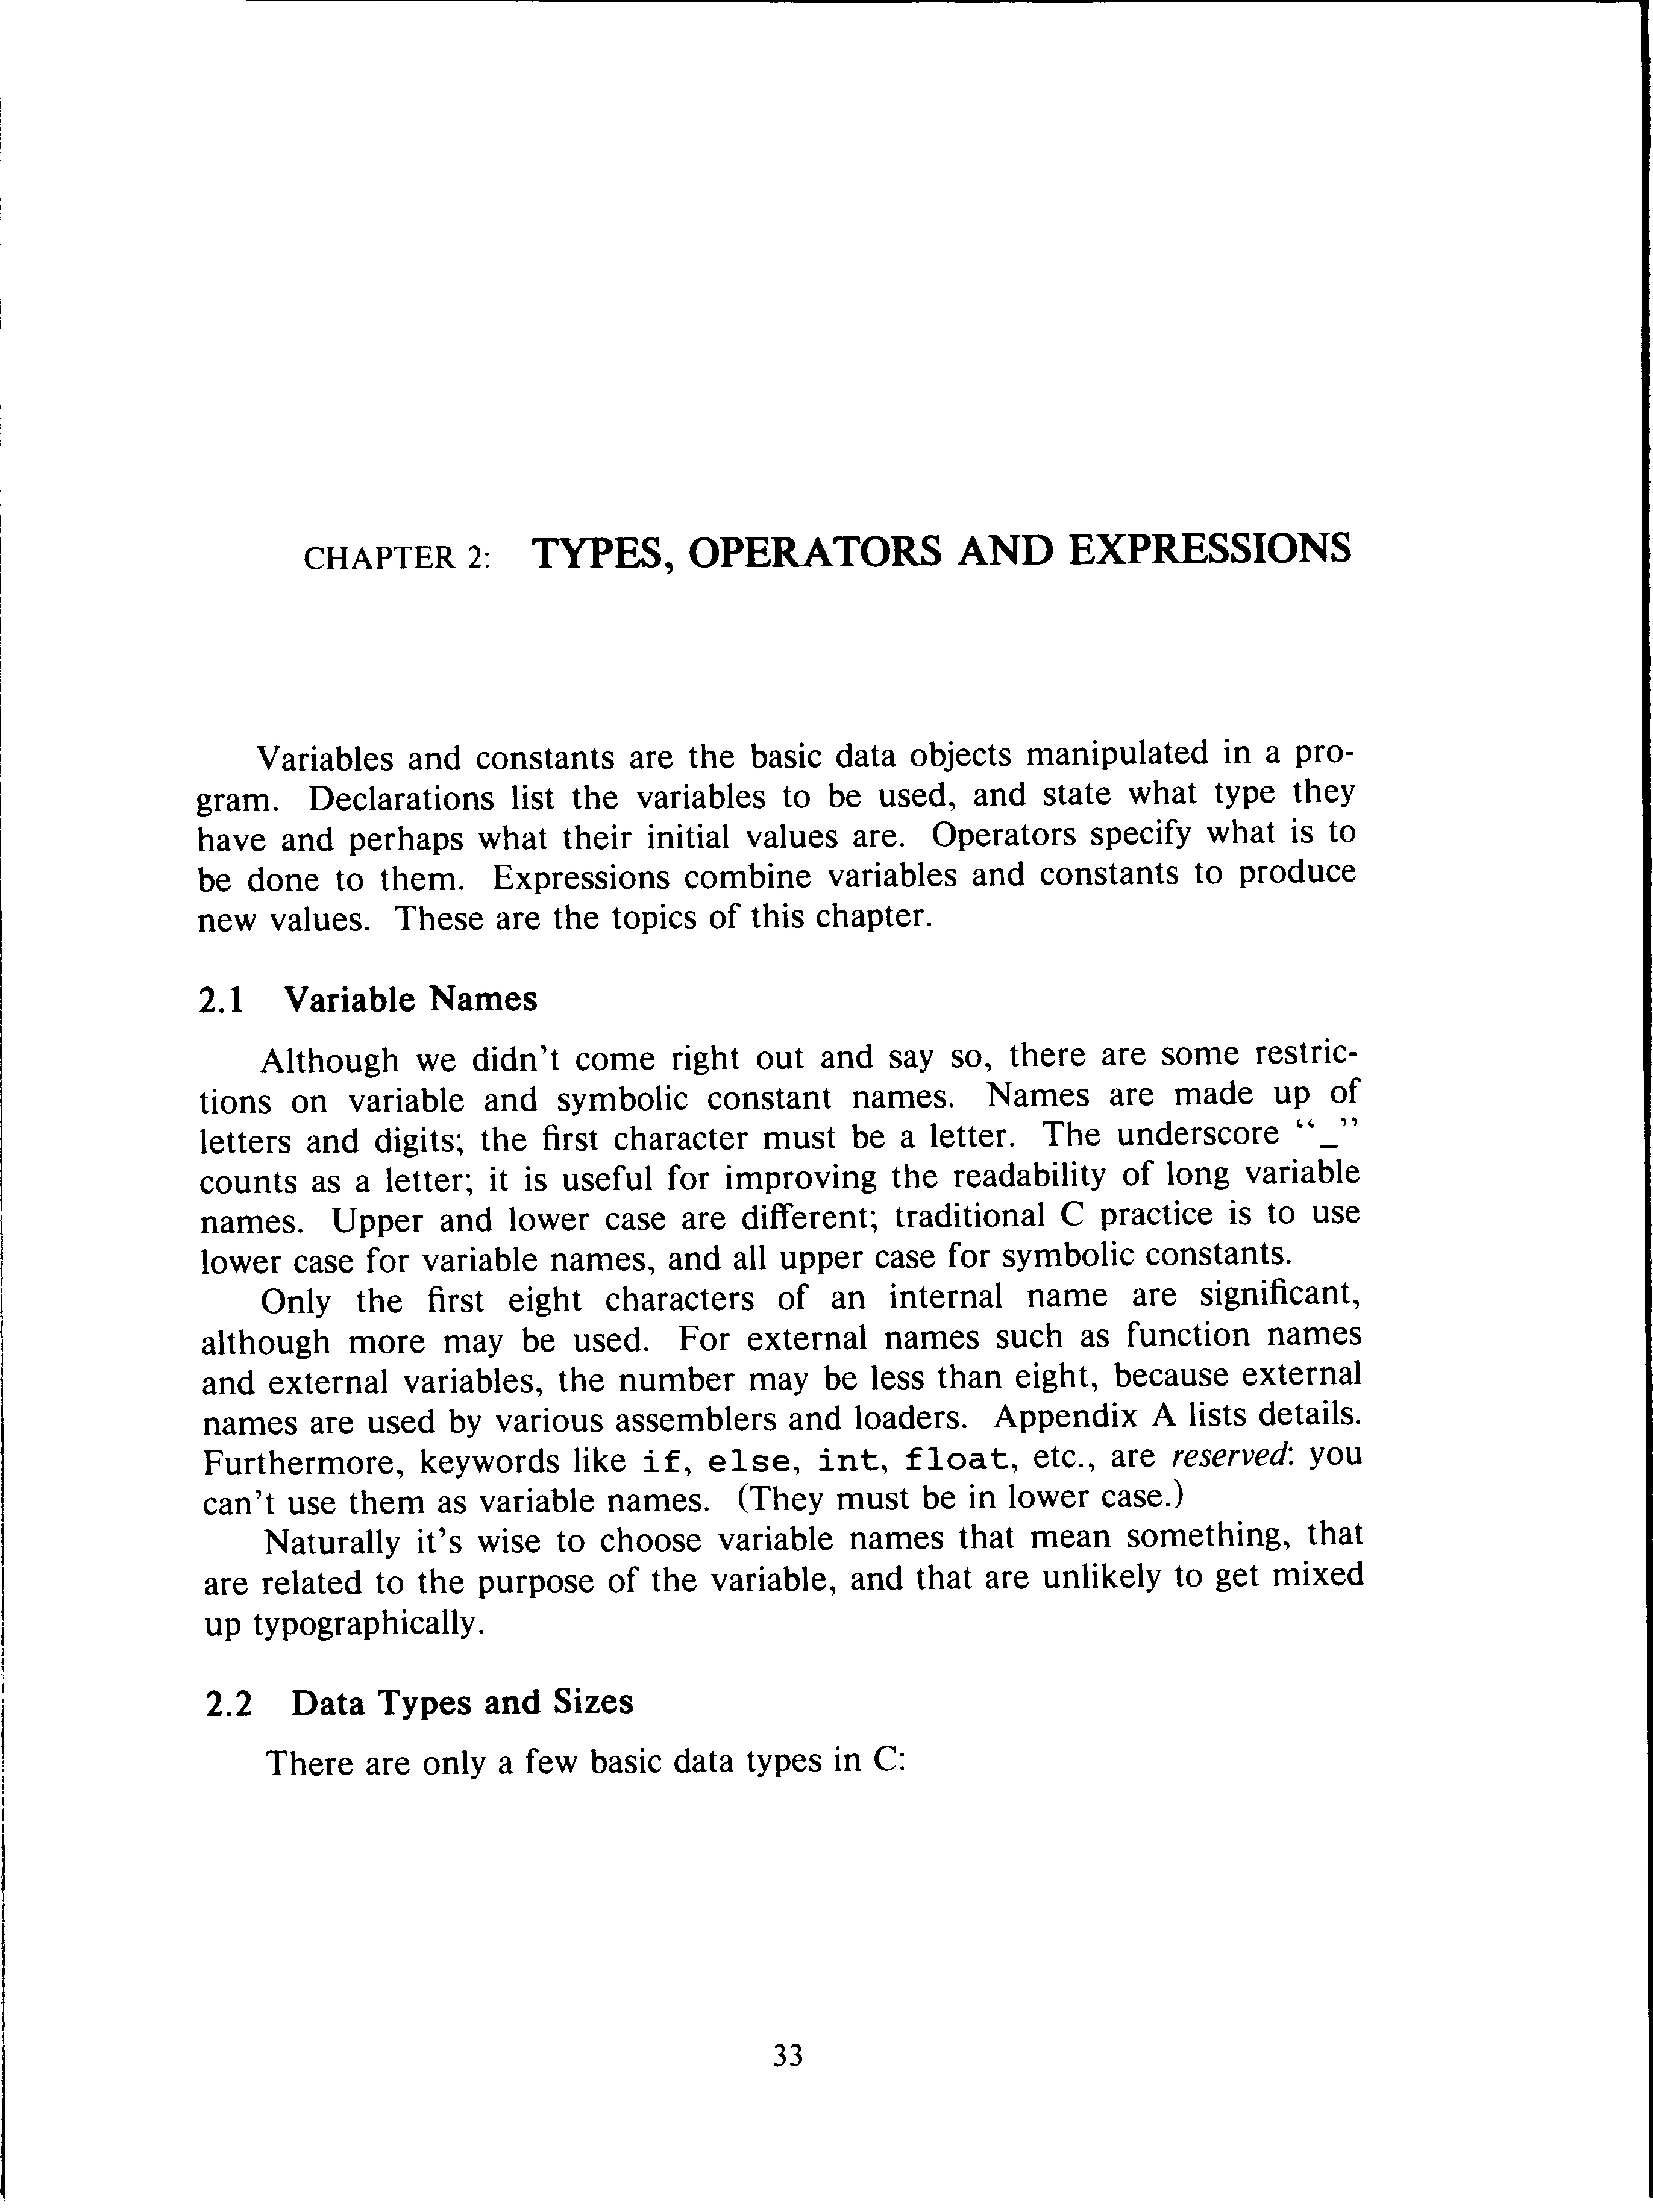 CHAPTER 2: TYPES, OPERATORS AND EXPRESSIONS
Variables and constants are the basic data objects manipulated in a pro-
gram. Declarations list the variables to be used, and state what type they
have and perhaps what their initial values are. Operators specify what is to
be done to them. Expressions combine variables and constants to produce
new values. These are the topics of this chapter.
2.1 Variable Names
Although we didn't come right out and say so, there are some restric-
tions on variable and symbolic constant names. Names are made up of
letters and digits; the first character must be a letter. The underscore “_”
counts as a letter; it is useful for improving the readability of long variable
names. Upper and lower case are different; traditional C practice is to use
lower case for variable names, and all upper case for symbolic constants.
Only the first eight characters of an internal name are significant,
although more may be used. For external names such as function names
and external variables, the number may be less than eight, because external
names are used by various assemblers and loaders. Appendix A lists details.
Furthermore, keywords like if, else, int, float, etc., are reserved: you
can't use them as variable names. (They must be in lower case.)
Naturally it's wise to choose variable names that mean something, that
are related to the purpose of the variable, and that are unlikely to get mixed
up typographically.
2.2 Data Types and Sizes
There are only a few basic data types in C:
33